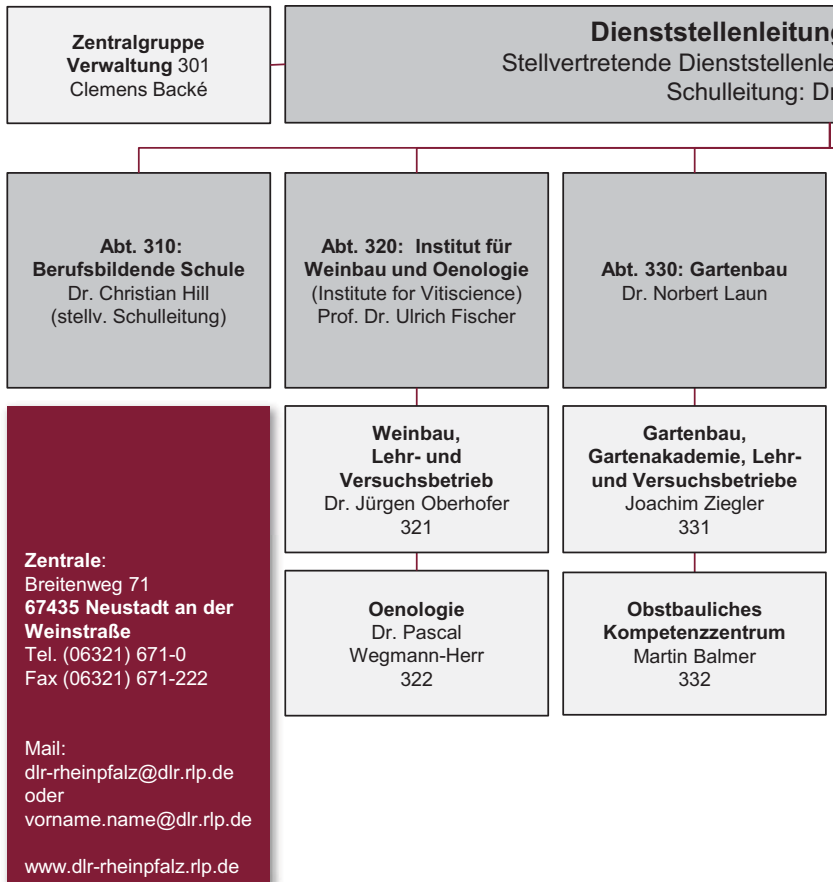 Zentralgruppe
Verwaltung 301
Clemens Backé
Dienststellenleitung
Stellvertretende Dienststellenlei
Schulleitung: Dr
Abt. 310:
Berufsbildende Schule
Dr. Christian Hill
(stellv. Schulleitung)
Abt. 320: Institut für
Weinbau und Oenologie
(Institute for Vitiscience)
Prof. Dr. Ulrich Fischer
Abt. 330: Gartenbau
Dr. Norbert Laun
Weinbau,
Lehr- und
Versuchsbetrieb
Dr. Jürgen Oberhofer
321
Gartenbau,
Gartenakademie, Lehr-
und Versuchsbetriebe
Joachim Ziegler
331
Oenologie
Dr. Pascal
Wegmann-Herr
322
Obstbauliches
Kompetenzzentrum
Martin Balmer
332
Zentrale:
Breitenweg 71
67435 Neustadt an der
Weinstraße
Tel. (06321) 671-0
Fax (06321) 671-222
Mail:
dlr-rheinpfalz@dlr.rlp.de
oder
vorname.name@dlr.rlp.de
www.dlr-rheinpfalz.rlp.de